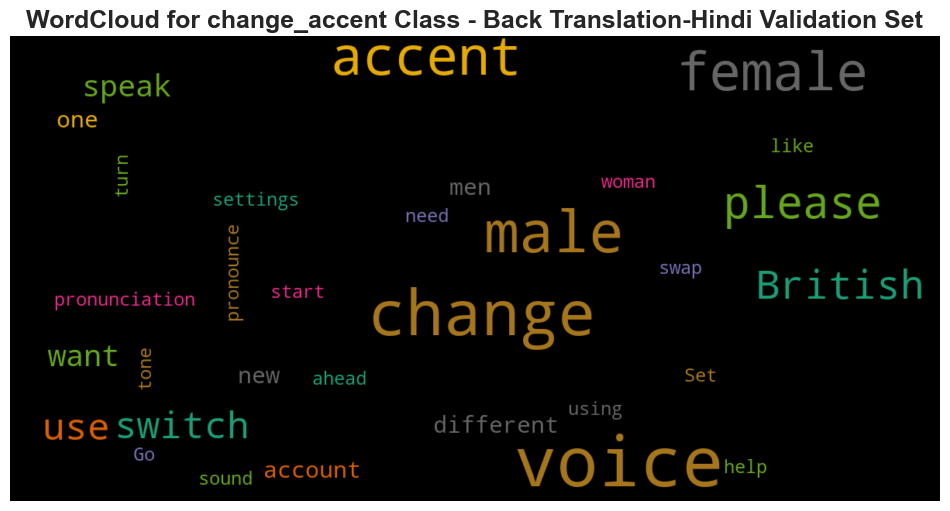 WordCloud for change_accent Class - Back Translation-Hindi Validation Set
accent
female
speak
one
like
turn
woman
men
settings
please
need
male
pronounce
swap
British
start
pronunciation
change
want
tone
new
ahead
Set
using
use
switch
different
Go
voice
help
account
sound